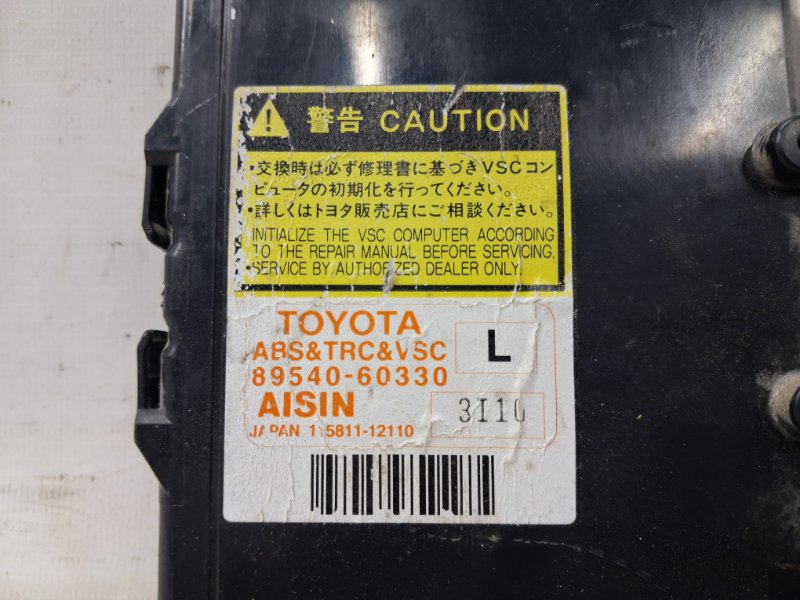 警告 CAUTION
・交換時は必ず修理書に基づきVSCコン
ピュータの初期化を行ってください。
・詳しくはトヨタ販売店にご相談ください。
INITIALIZE THE VSC COMPUTER ACCORDING
TO THE REPAIR MANUAL BEFORE SERVICING.
・SERVICE BY AUTHORIZED DEALER ONLY.
TOYOTA
ABS&TRC&VSC L
89540-60330
AISIN 3I10
JAPAN 115811-12110